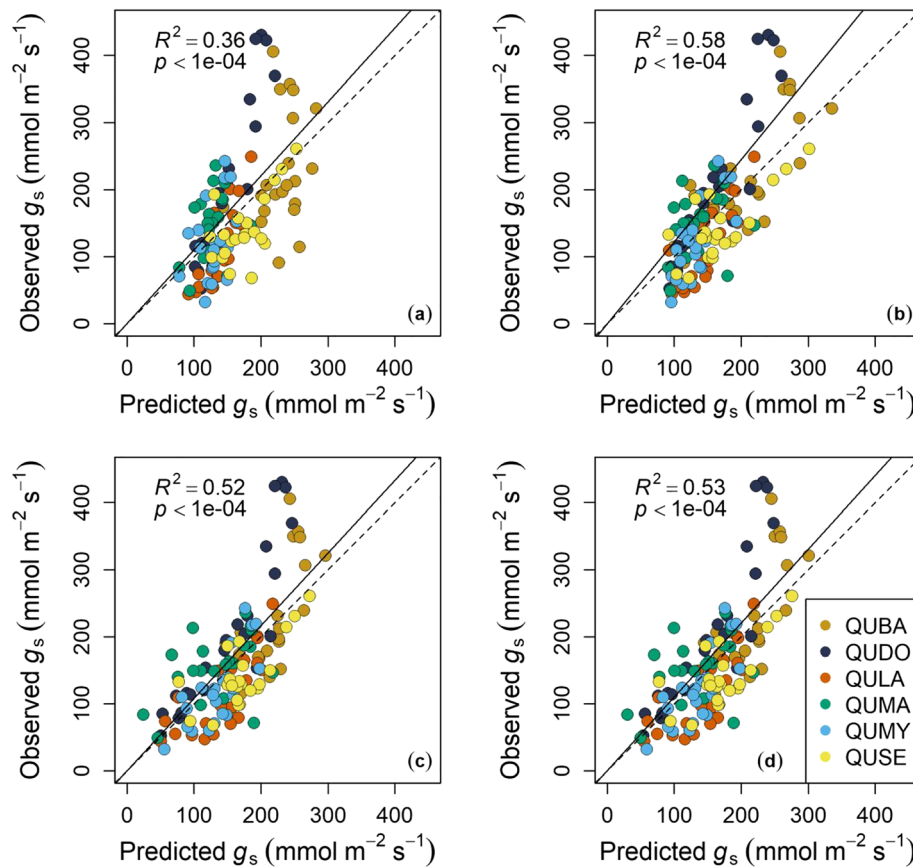 R² = 0.36
p < 1e-04
(a)
Observed gₛ (mmol m⁻² s⁻¹)
0 100 200 300 400
0 100 200 300 400
Predicted gₛ (mmol m⁻² s⁻¹)
R² = 0.58
p < 1e-04
(b)
Observed gₛ (mmol m⁻² s⁻¹)
0 100 200 300 400
0 100 200 300 400
Predicted gₛ (mmol m⁻² s⁻¹)
R² = 0.52
p < 1e-04
(c)
Observed gₛ (mmol m⁻² s⁻¹)
0 100 200 300 400
0 100 200 300 400
Predicted gₛ (mmol m⁻² s⁻¹)
R² = 0.53
p < 1e-04
(d)
Observed gₛ (mmol m⁻² s⁻¹)
0 100 200 300 400
0 100 200 300 400
Predicted gₛ (mmol m⁻² s⁻¹)
QUBA
QUDO
QULA
QUMA
QUMY
QUSE